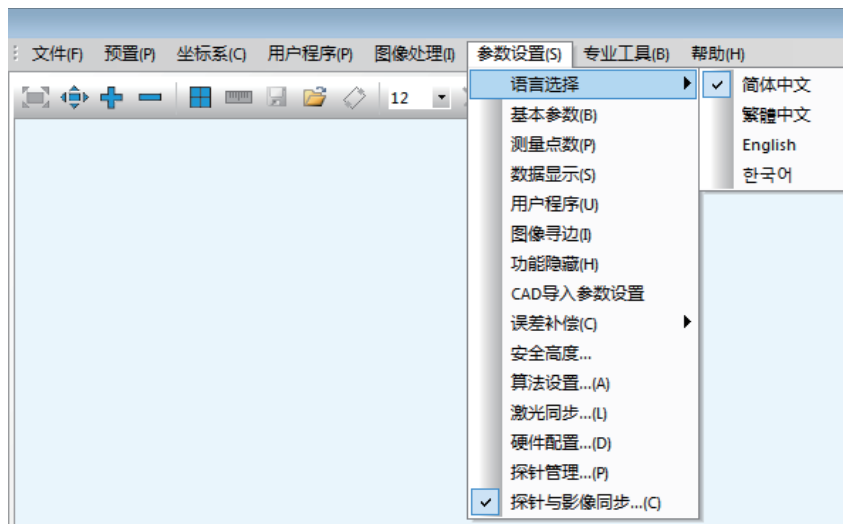 文件(F) 预置(P) 坐标系(C) 用户程序(P) 图像处理(I) 参数设置(S) 专业工具(B) 帮助(H)
12
语言选择
简体中文
繁體中文
English
한국어
基本参数(B)
测量点数(P)
数据显示(S)
用户程序(U)
图像寻边(I)
功能隐藏(H)
CAD导入参数设置
误差补偿(C)
安全高度...
算法设置...(A)
激光同步...(L)
硬件配置...(D)
探针管理...(P)
探针与影像同步...(C)